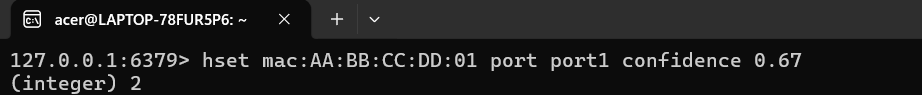 acer@LAPTOP-78FUR5P6: ~
127.0.0.1:6379> hset mac:AA:BB:CC:DD:01 port port1 confidence 0.67
(integer) 2